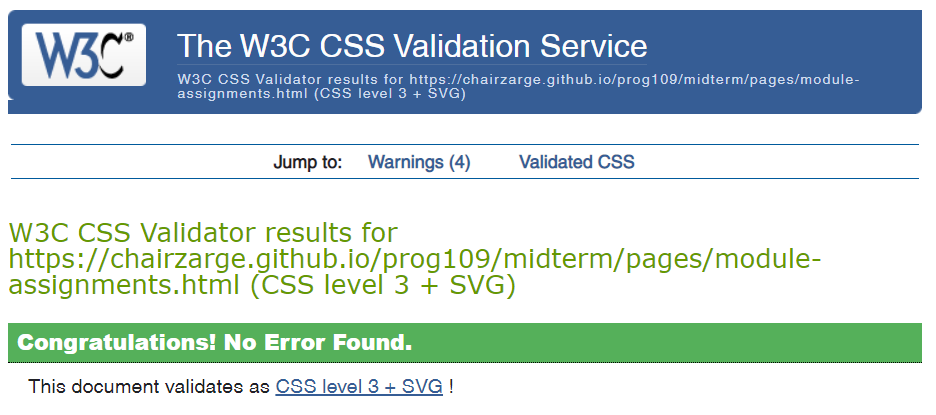 W3C®
The W3C CSS Validation Service
W3C CSS Validator results for https://chairzarge.github.io/prog109/midterm/pages/module-
assignments.html (CSS level 3 + SVG)
Jump to: Warnings (4) Validated CSS
W3C CSS Validator results for
https://chairzarge.github.io/prog109/midterm/pages/module-
assignments.html (CSS level 3 + SVG)
Congratulations! No Error Found.
This document validates as CSS level 3 + SVG !